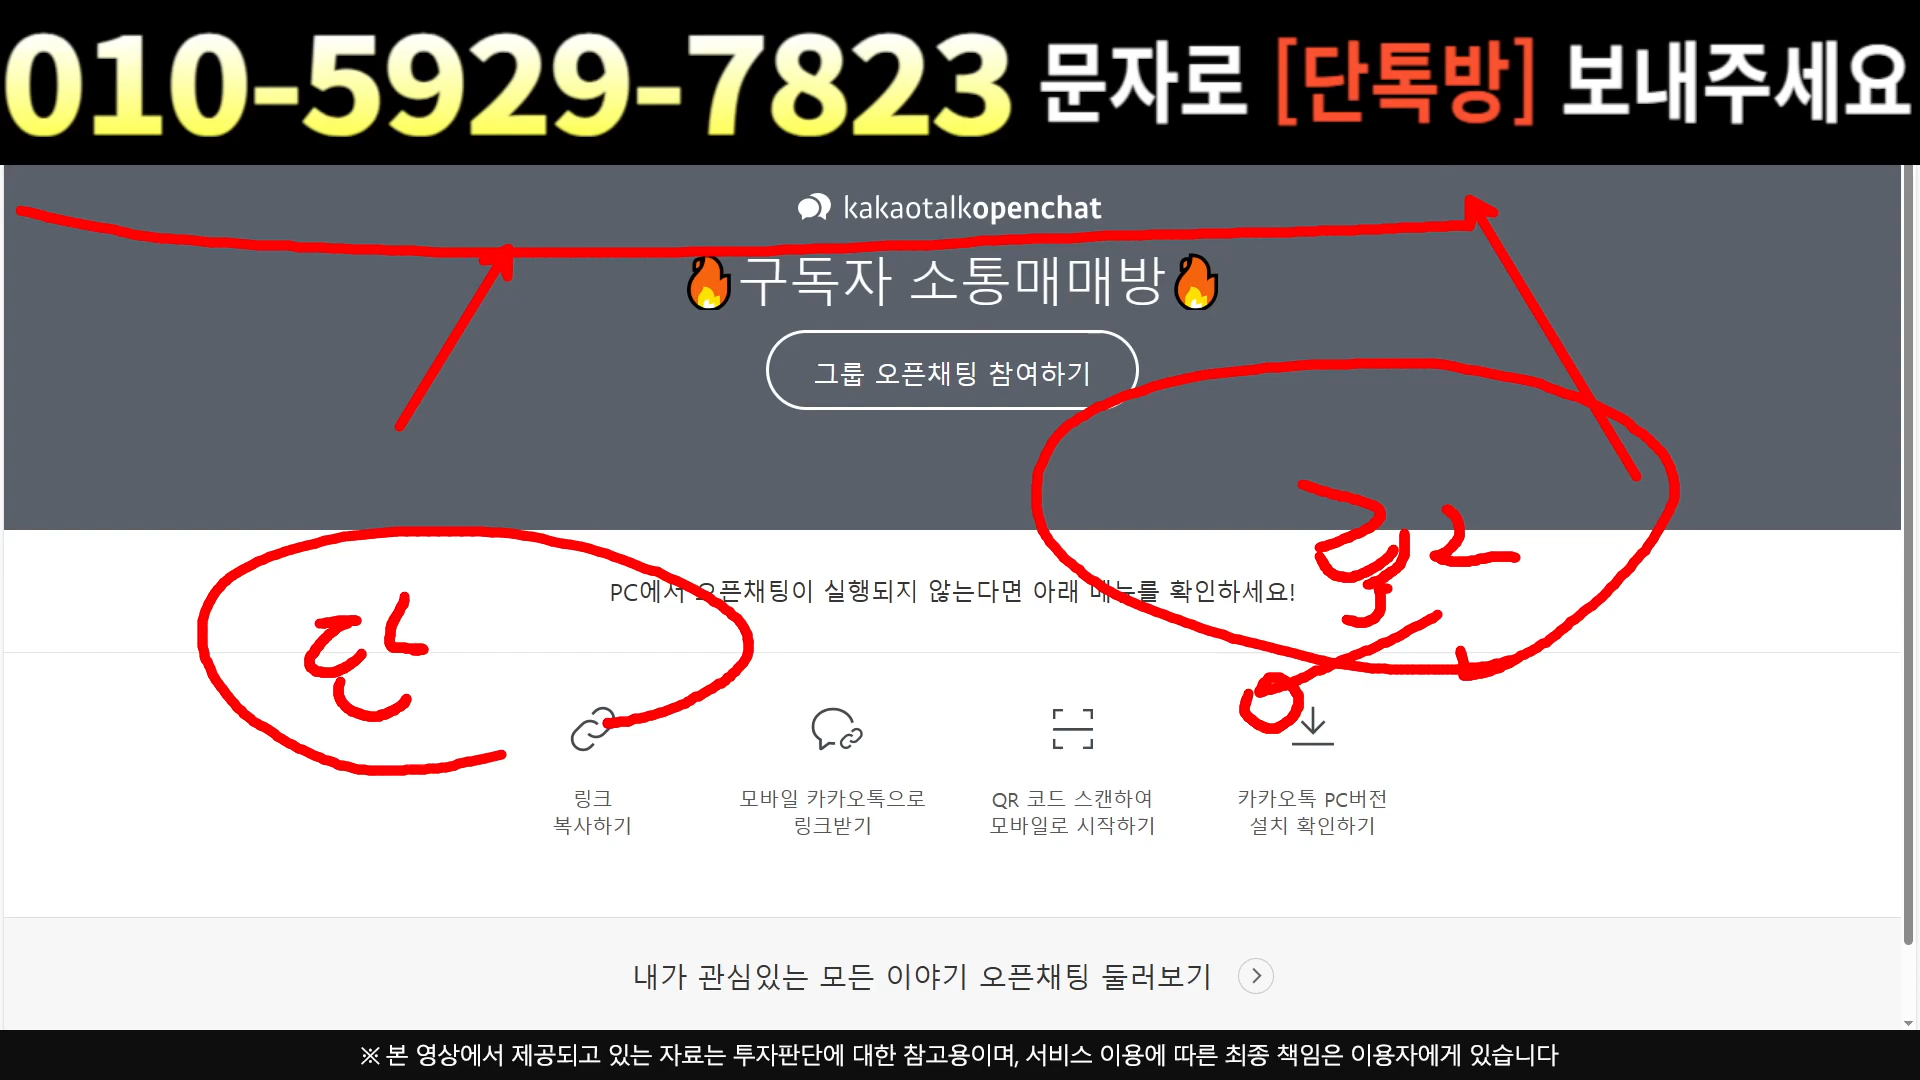 010-5929-7823 문자로 [단톡방] 보내주세요
kakaotalkopenchat
구독자 소통매매방
그룹 오픈채팅 참여하기
PC에서 오픈채팅이 실행되지 않는다면 아래 메뉴를 확인하세요!
단
링크
복사하기
모바일 카카오톡으로
링크받기
QR 코드 스캔하여
모바일로 시작하기
카카오톡 PC버전
설치 확인하기
내가 관심있는 모든 이야기 오픈채팅 둘러보기
※ 본 영상에서 제공되고 있는 자료는 투자판단에 대한 참고용이며, 서비스 이용에 따른 최종 책임은 이용자에게 있습니다